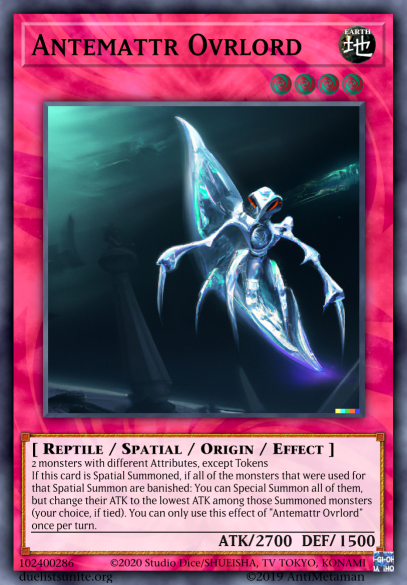 ANTEMATTR OVRLORD
EARTH
地
[ REPTILE / SPATIAL / ORIGIN / EFFECT ]
2 monsters with different Attributes, except Tokens
If this card is Spatial Summoned, if all of the monsters that were used for
that Spatial Summon are banished: You can Special Summon all of them,
but change their ATK to the lowest ATK among those Summoned monsters
(your choice, if tied). You can only use this effect of "Antemattr Ovrlord"
once per turn.
ATK/2700 DEF/1500
102400286 ©2020 Studio Dice/SHUEISHA, TV TOKYO, KONAMI
duelistsunite.org ©2019 AntiMetaman